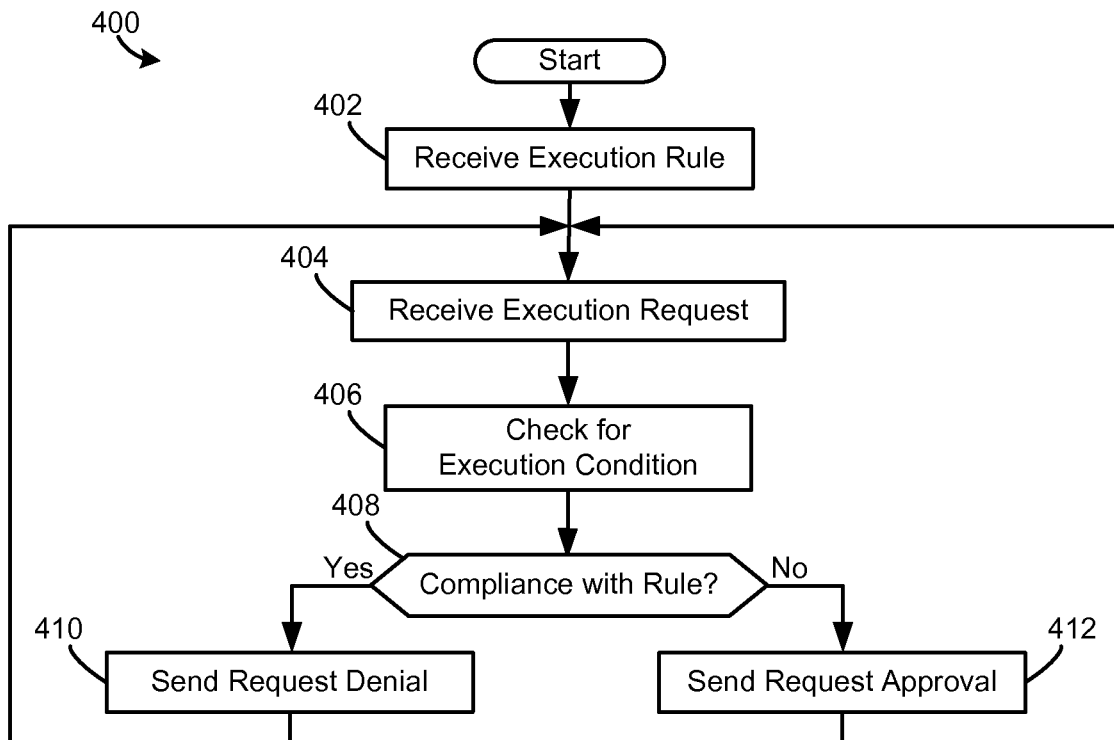 400
Start
402
Receive Execution Rule
404
Receive Execution Request
406
Check for
Execution Condition
408
Yes
Compliance with Rule?
No
410
Send Request Denial
412
Send Request Approval